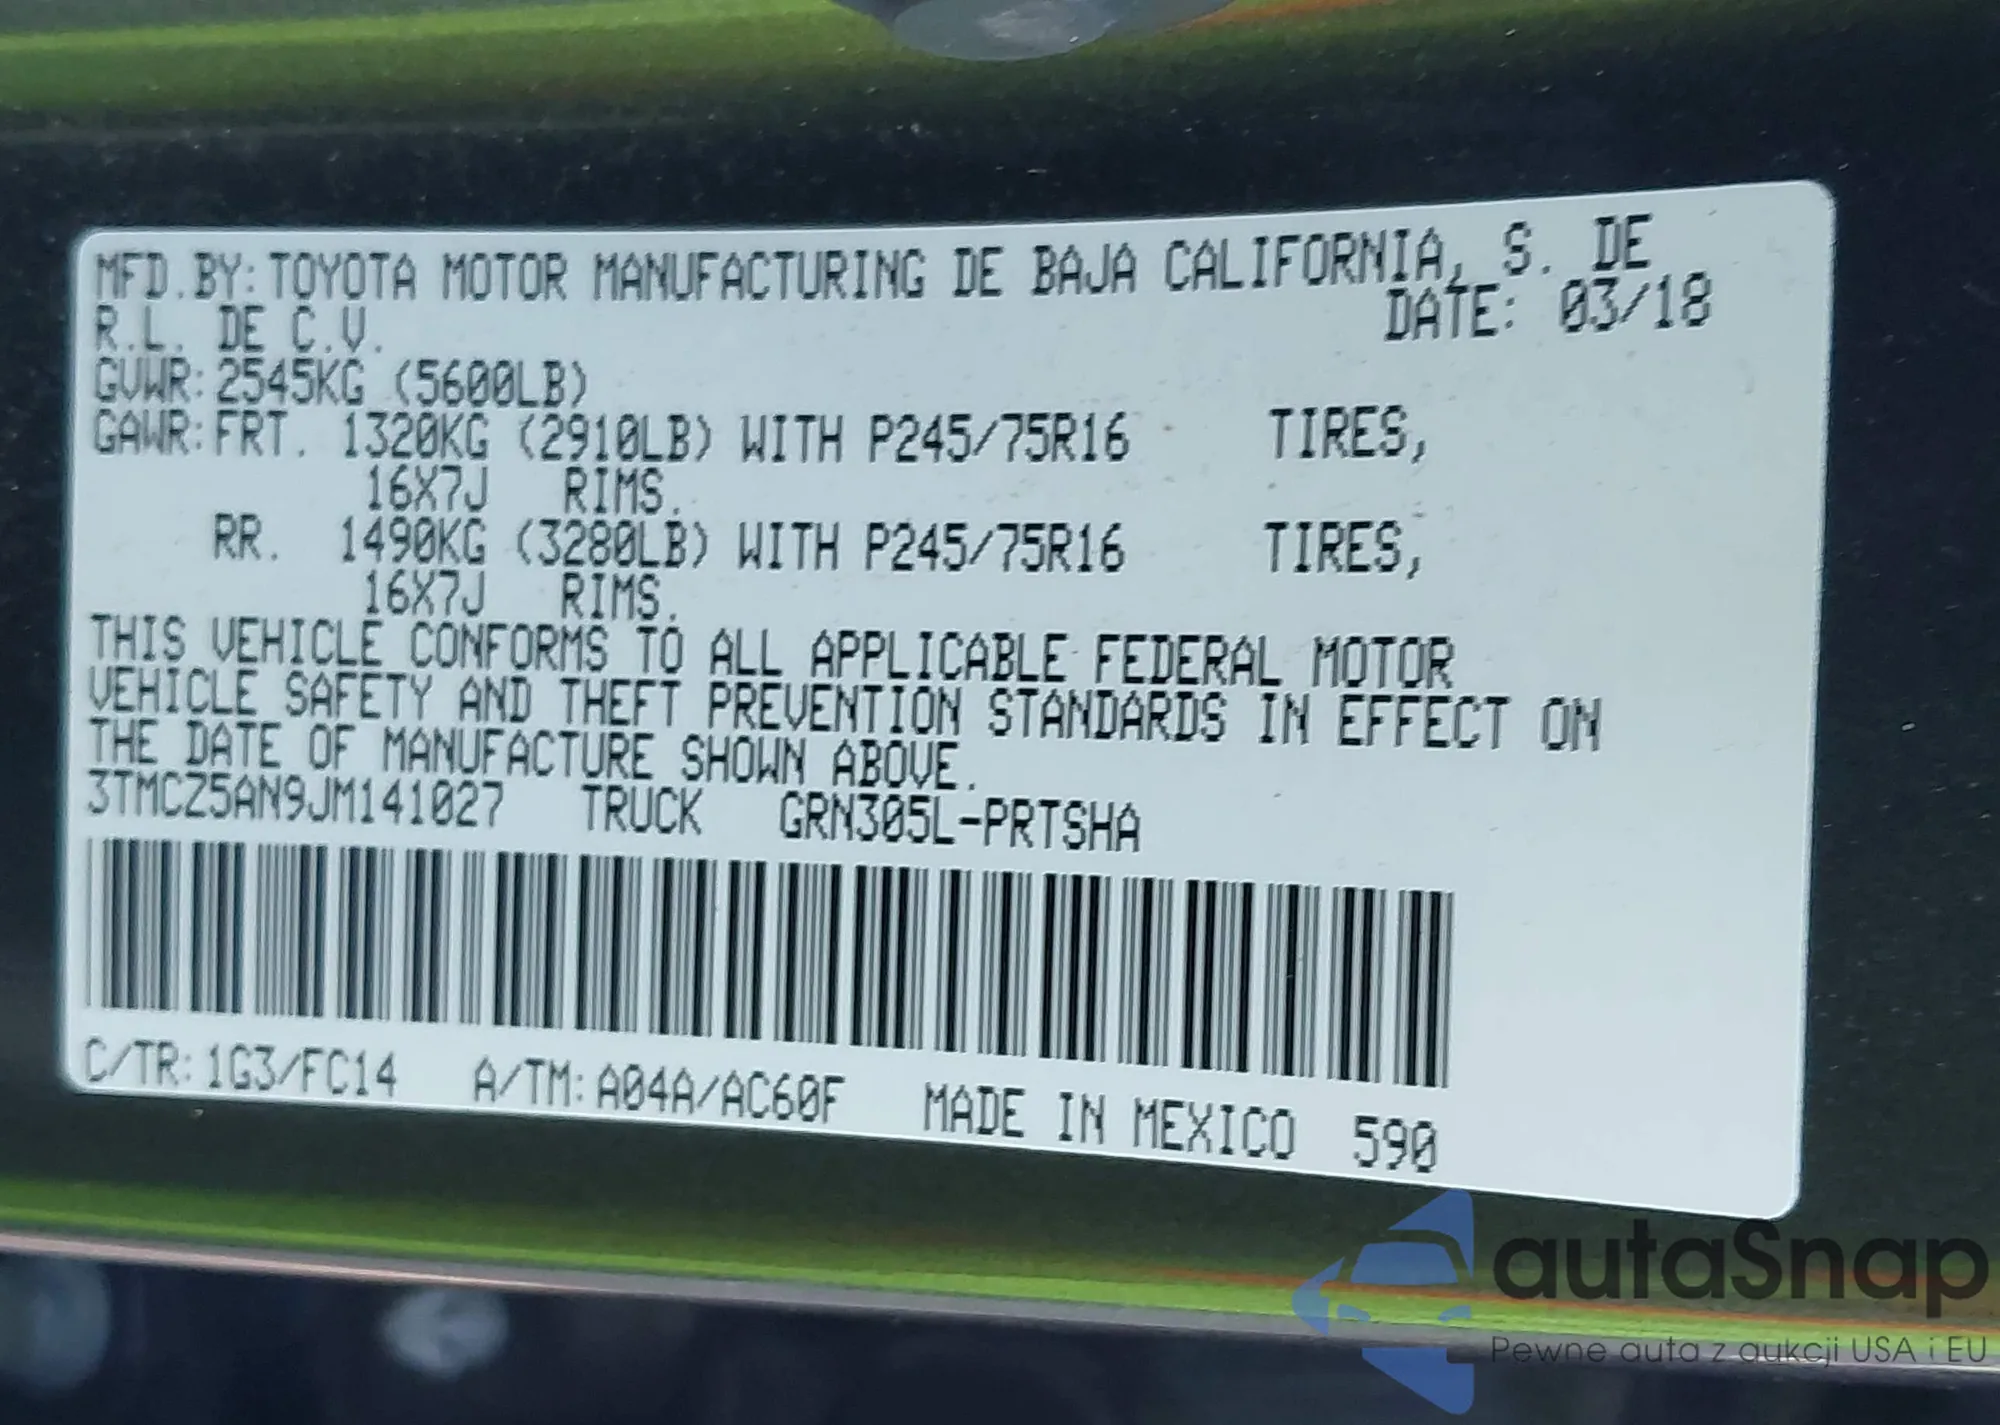 MFD.BY:TOYOTA MOTOR MANUFACTURING DE BAJA CALIFORNIA, S. DE
R.L. DE C.V. DATE: 03/18
GVWR:2545KG (5600LB)
GAWR:FRT. 1320KG (2910LB) WITH P245/75R16 TIRES,
16X7J RIMS.
RR. 1490KG (3280LB) WITH P245/75R16 TIRES,
16X7J RIMS.
THIS VEHICLE CONFORMS TO ALL APPLICABLE FEDERAL MOTOR
VEHICLE SAFETY AND THEFT PREVENTION STANDARDS IN EFFECT ON
THE DATE OF MANUFACTURE SHOWN ABOVE.
3TMCZ5AN9JM141027 TRUCK GRN305L-PRTSHA
C/TR:1G3/FC14 A/TM:A04A/AC60F MADE IN MEXICO 590
autaSnap
Pewne auta z aukcji USA i EU